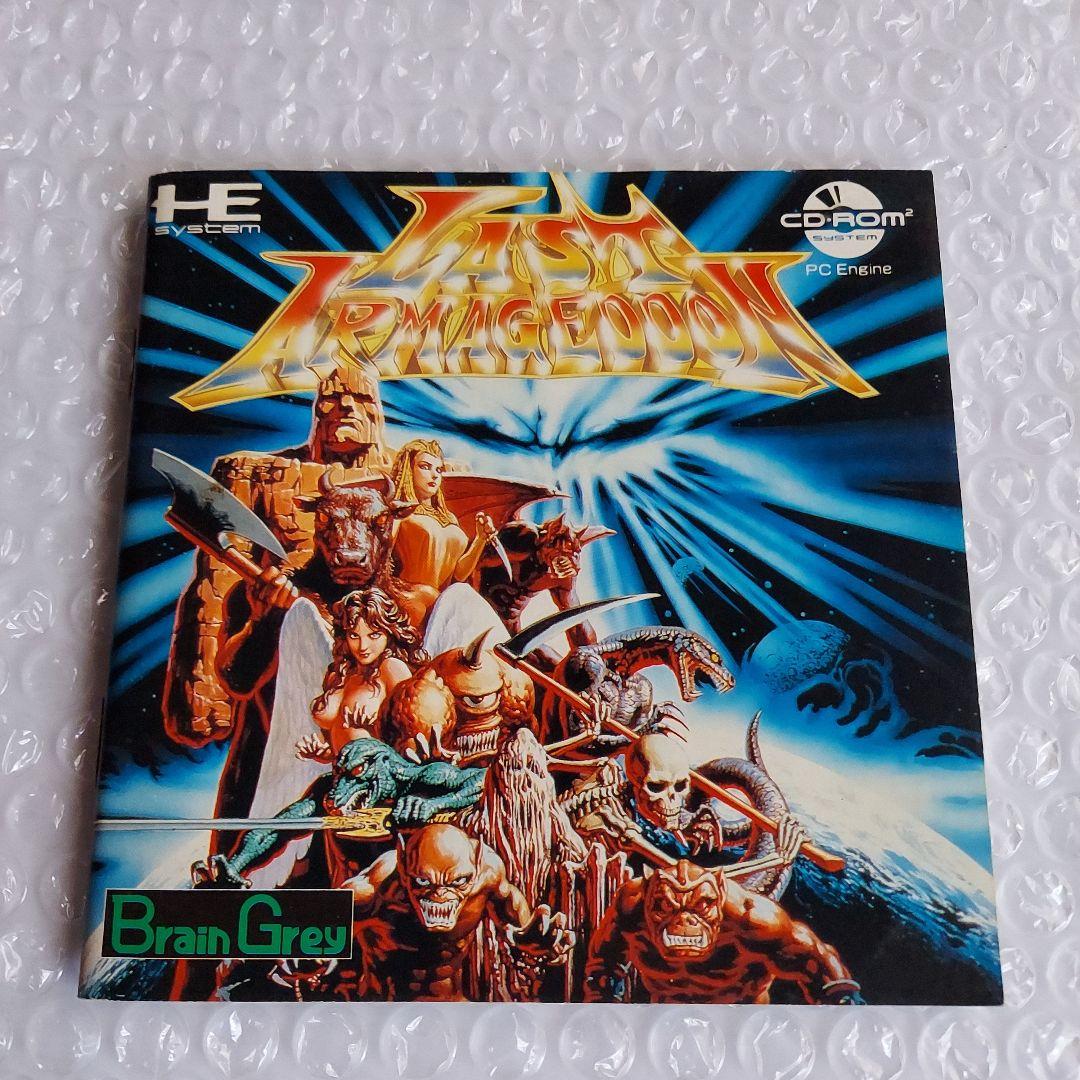 HE
system
LAST
ARMAGEDDON
CD-ROM²
SYSTEM
PC Engine
Brain Grey